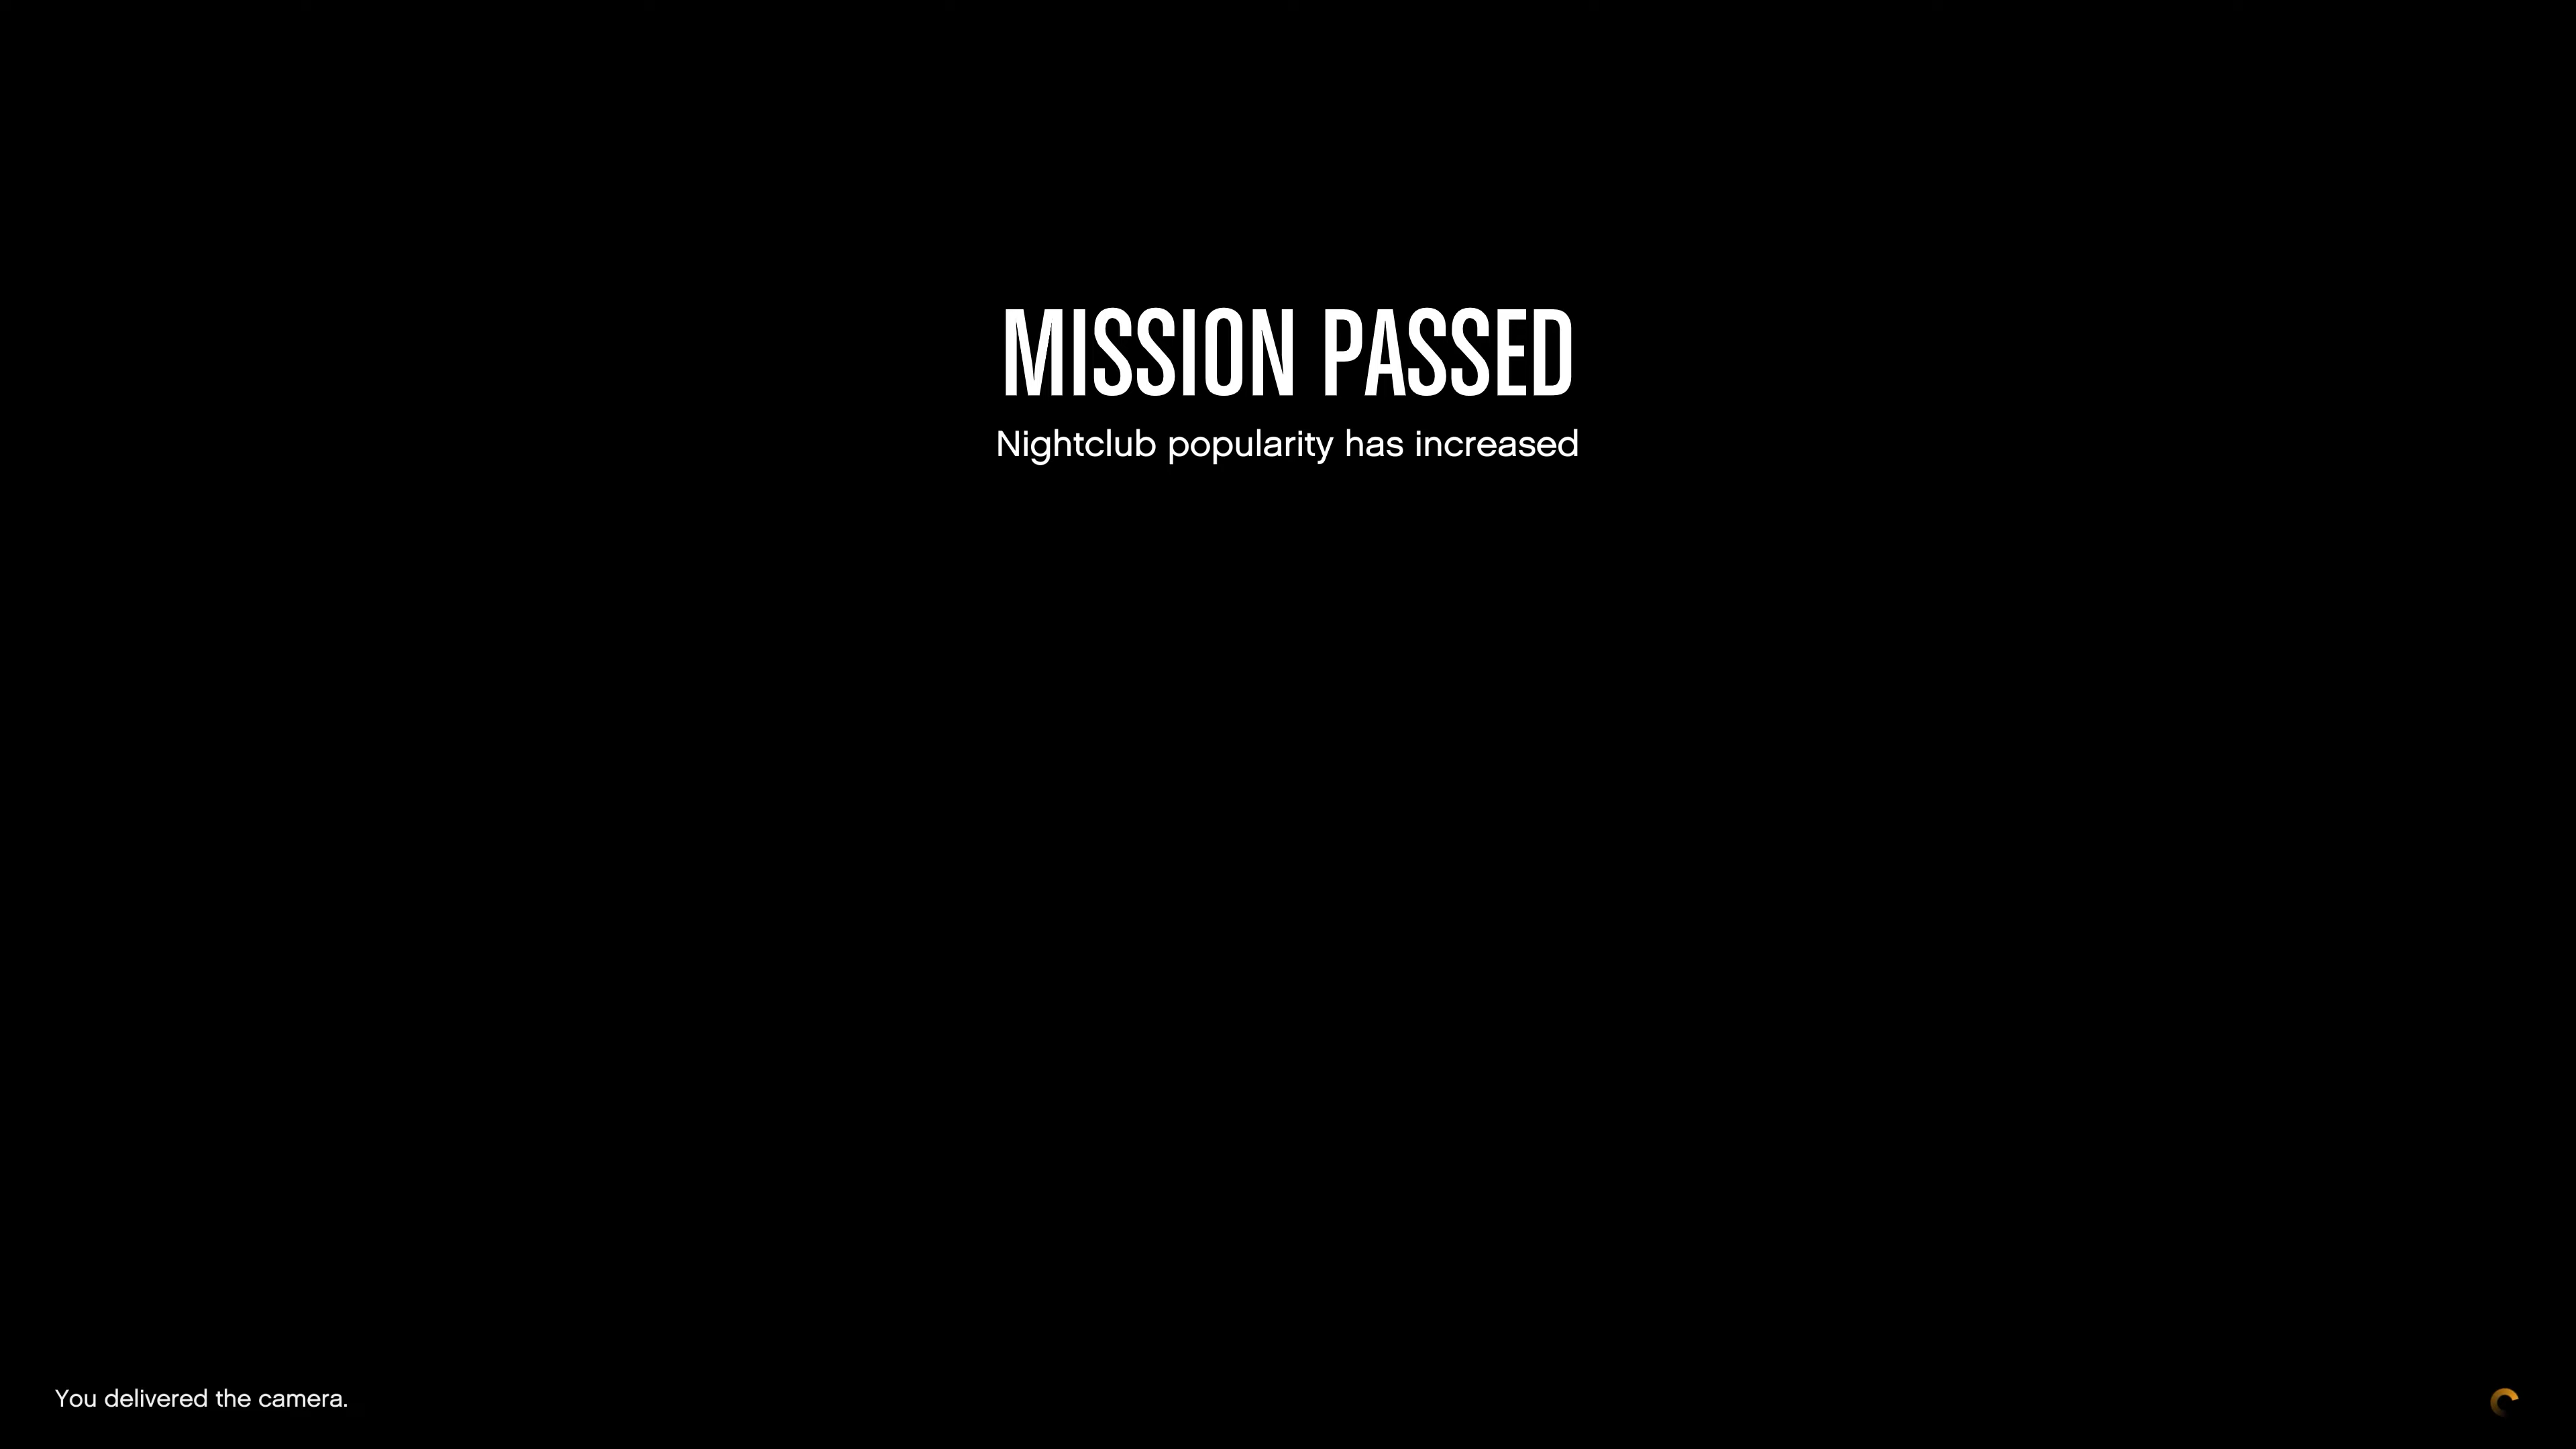 MISSION PASSED
Nightclub popularity has increased
You delivered the camera.